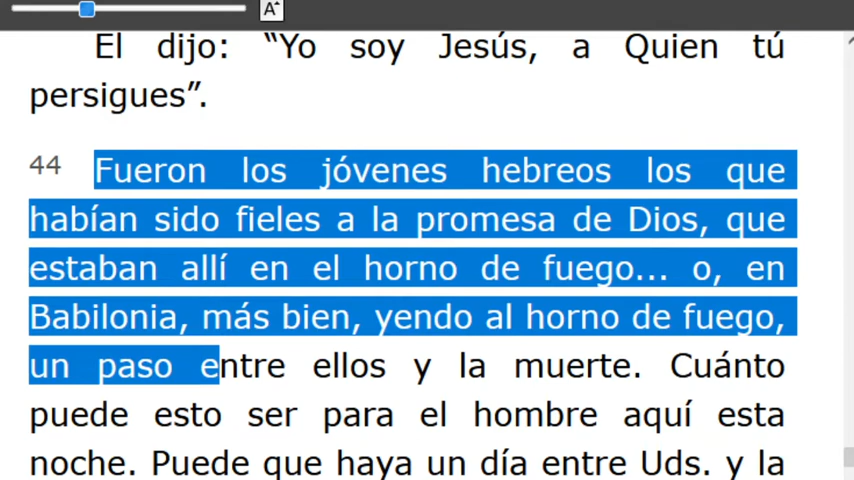 A
El dijo: “Yo soy Jesús, a Quien tú
persigues”.
44 Fueron los jóvenes hebreos los que
habían sido fieles a la promesa de Dios, que
estaban allí en el horno de fuego... o, en
Babilonia, más bien, yendo al horno de fuego,
un paso entre ellos y la muerte. Cuánto
puede esto ser para el hombre aquí esta
noche. Puede que haya un día entre Uds. y la